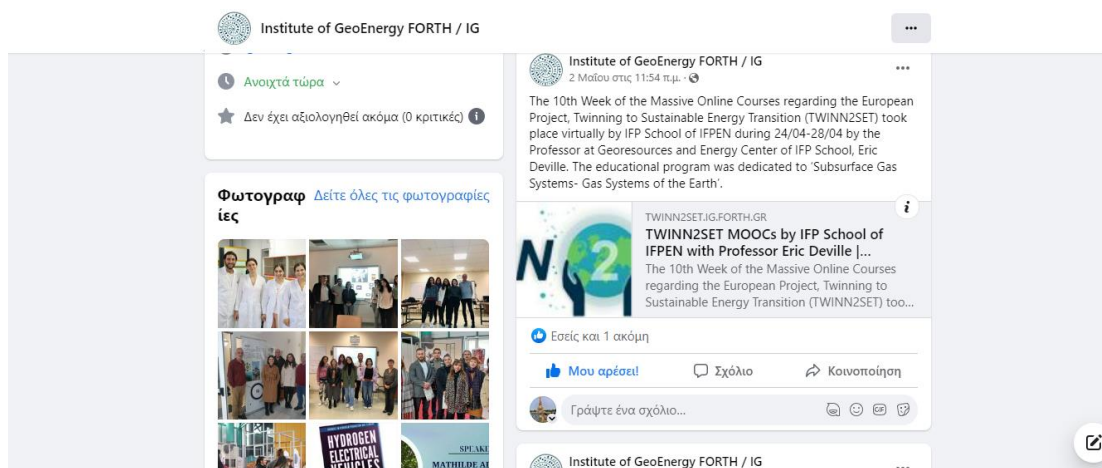 Institute of GeoEnergy FORTH / IG
Ανοιχτά τώρα
Δεν έχει αξιολογηθεί ακόμα (0 κριτικές)
Φωτογραφ
ίες
Δείτε όλες τις φωτογραφίες
HYDROGEN
ELECTRICAL
VEHICLES
Institute of GeoEnergy FORTH / IG
2 Μαΐου στις 11:54 π.μ. ·
The 10th Week of the Massive Online Courses regarding the European
Project, Twinning to Sustainable Energy Transition (TWINN2SET) took
place virtually by IFP School of IFPEN during 24/04-28/04 by the
Professor at Georesources and Energy Center of IFP School, Eric
Deville. The educational program was dedicated to 'Subsurface Gas
Systems- Gas Systems of the Earth'.
N 2
TWINN2SET.IG.FORTH.GR
TWINN2SET MOOCs by IFP School of
IFPEN with Professor Eric Deville |...
The 10th Week of the Massive Online Courses
regarding the European Project, Twinning to
Sustainable Energy Transition (TWINN2SET) too...
Εσείς και 1 ακόμη
Μου αρέσει!
Σχόλιο
Κοινοποίηση
Γράψτε ένα σχόλιο...
GIF
Institute of GeoEnergy FORTH / IG